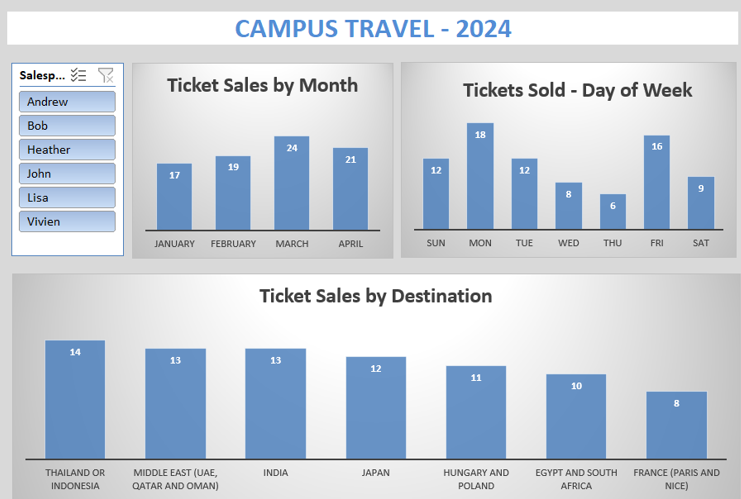 CAMPUS TRAVEL - 2024
Salesp...
Andrew
Bob
Heather
John
Lisa
Vivien
Ticket Sales by Month
17
19
24
21
JANUARY FEBRUARY MARCH APRIL
Tickets Sold - Day of Week
12
18
12
8
6
16
9
SUN MON TUE WED THU FRI SAT
Ticket Sales by Destination
14
13
13
12
11
10
8
THAILAND OR
INDONESIA
MIDDLE EAST (UAE,
QATAR AND OMAN)
INDIA
JAPAN
HUNGARY AND
POLAND
EGYPT AND SOUTH
AFRICA
FRANCE (PARIS AND
NICE)